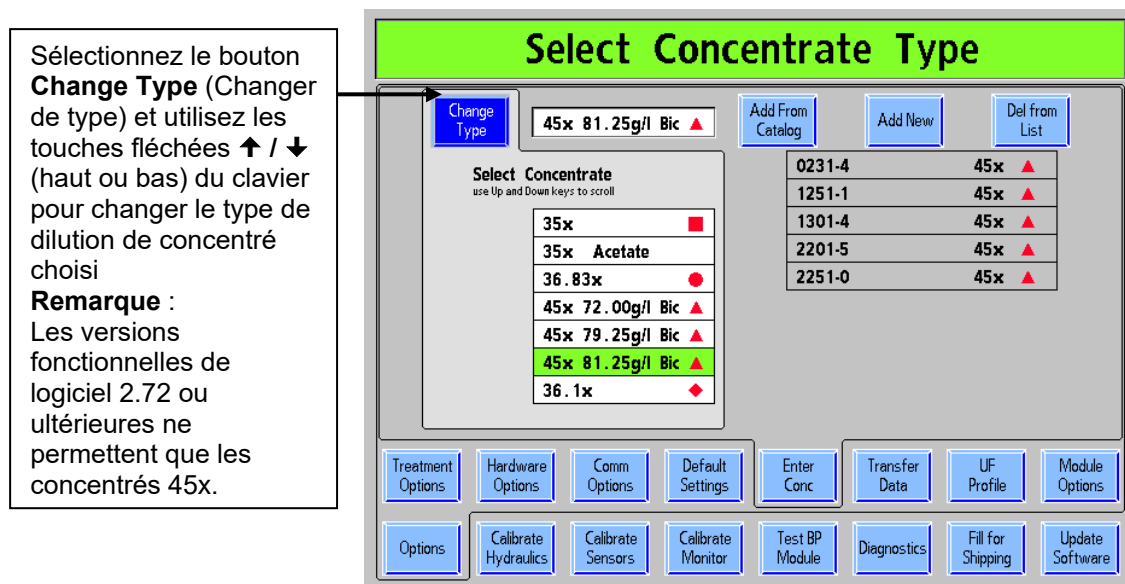 Sélectionnez le bouton
Change Type (Changer
de type) et utilisez les
touches fléchées ↑ / ↓
(haut ou bas) du clavier
pour changer le type de
dilution de concentré
choisi
Remarque :
Les versions
fonctionnelles de
logiciel 2.72 ou
ultérieures ne
permettent que les
concentrés 45x.
Select Concentrate Type
Change
Type
45x 81.25g/l Bic ▲
Add From
Catalog
Add New
Del from
List
Select Concentrate
use Up and Down keys to scroll
35x ■
35x Acetate
36.83x ●
45x 72.00g/l Bic ▲
45x 79.25g/l Bic ▲
45x 81.25g/l Bic ▲
36.1x ◆
0231-4 45x ▲
1251-1 45x ▲
1301-4 45x ▲
2201-5 45x ▲
2251-0 45x ▲
Treatment
Options
Hardware
Options
Comm
Options
Default
Settings
Enter
Conc
Transfer
Data
UF
Profile
Module
Options
Options
Calibrate
Hydraulics
Calibrate
Sensors
Calibrate
Monitor
Test BP
Module
Diagnostics
Fill for
Shipping
Update
Software